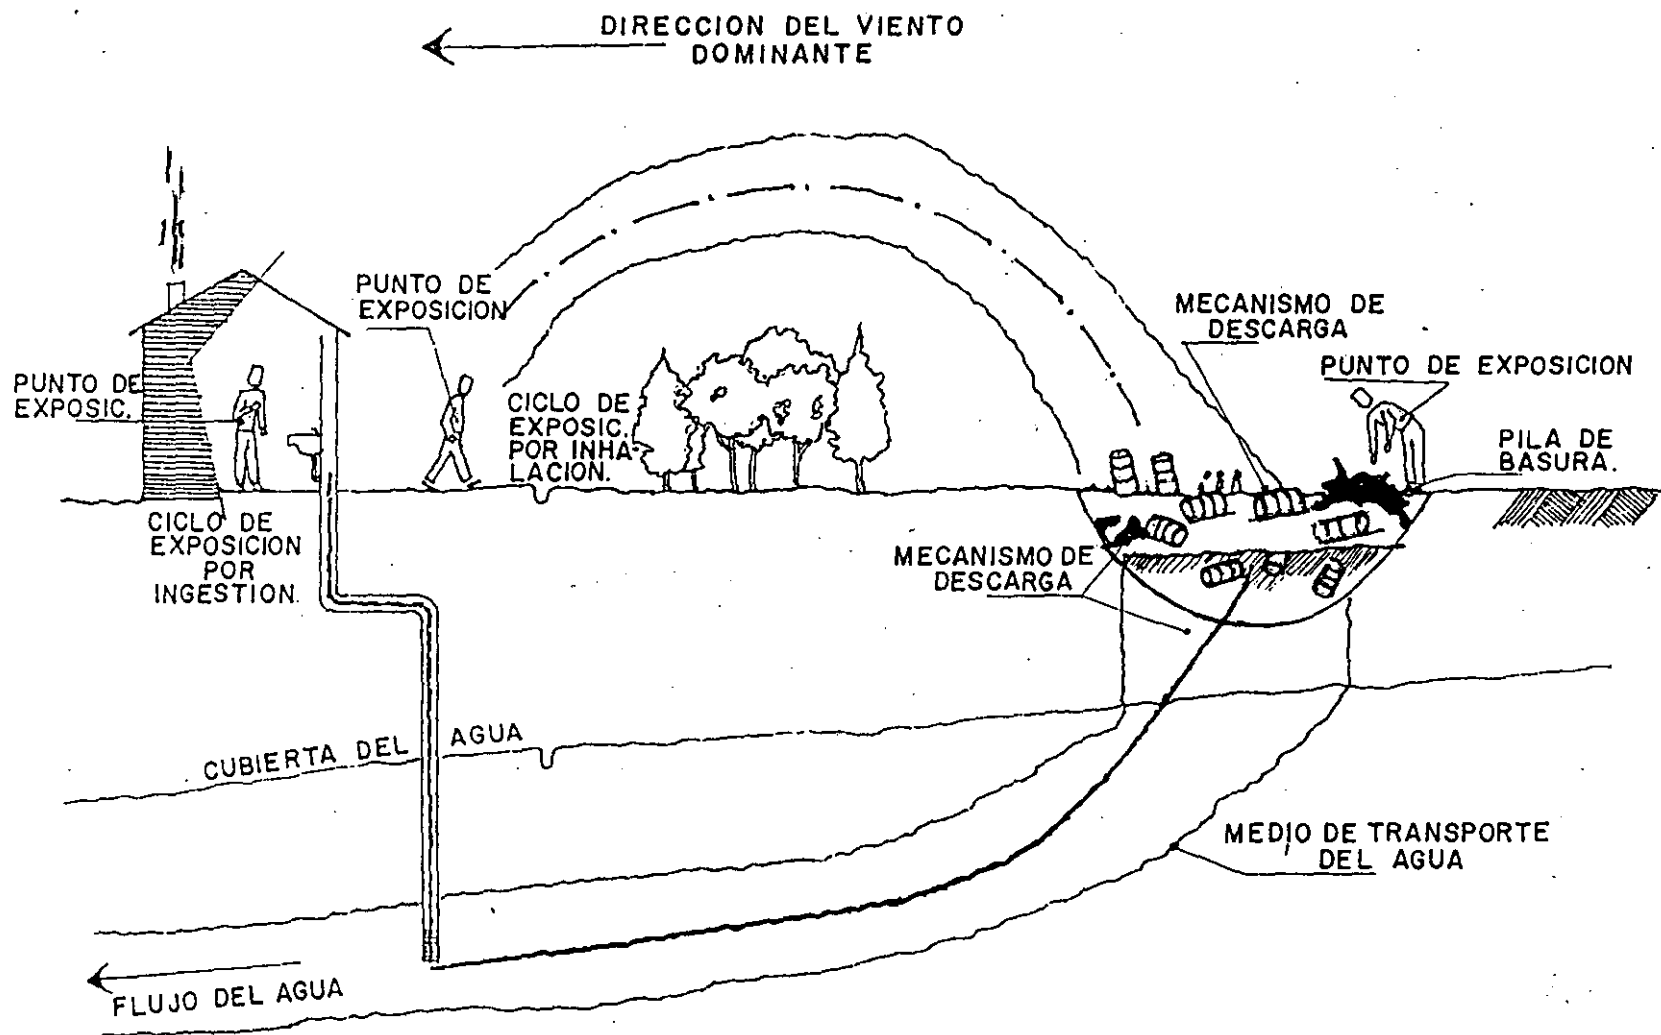 DIRECCION DEL VIENTO
DOMINANTE
PUNTO DE
EXPOSICION
MECANISMO DE
DESCARGA
PUNTO DE EXPOSICION
PUNTO DE
EXPOSIC.
CICLO DE
EXPOSIC.
POR INHA-
LACION.
PILA DE
BASURA.
CICLO DE
EXPOSICION
POR
INGESTION
MECANISMO DE
DESCARGA
CUBIERTA DEL AGUA
MEDIO DE TRANSPORTE
DEL AGUA
FLUJO DEL AGUA